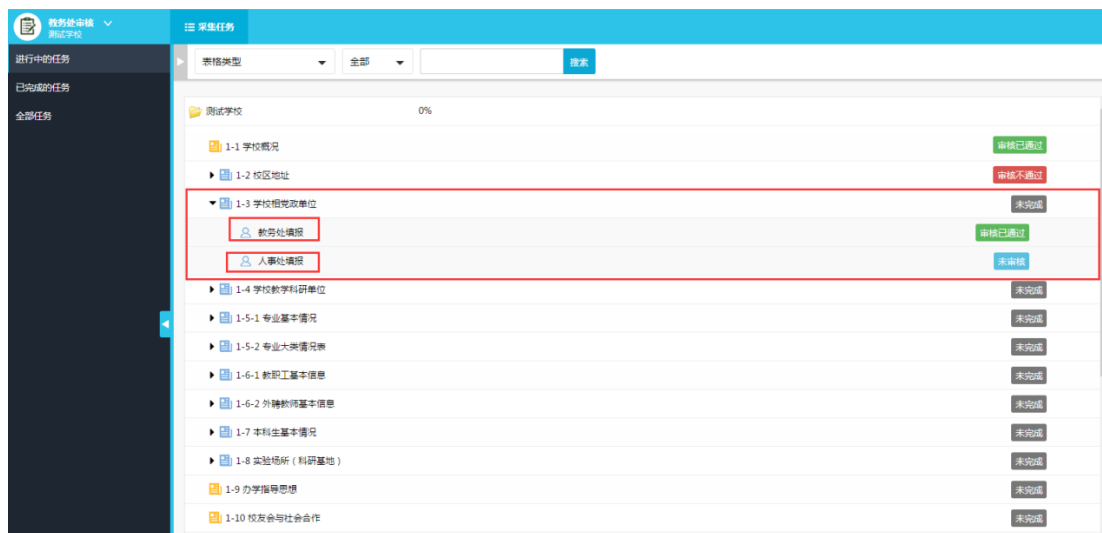 教务处审核
测试学校
采集任务
进行中的任务
已完成的任务
全部任务
表格类型 全部 搜索
测试学校 0%
1-1 学校概况 审核已通过
1-2 校区地址 审核不通过
1-3 学校相党政单位 未完成
教务处填报 审核已通过
人事处填报 未审核
1-4 学校教学科研单位 未完成
1-5-1 专业基本情况 未完成
1-5-2 专业大类情况表 未完成
1-6-1 教职工基本信息 未完成
1-6-2 外聘教师基本信息 未完成
1-7 本科生基本情况 未完成
1-8 实验场所（科研基地） 未完成
1-9 办学指导思想 未完成
1-10 校友会与社会合作 未完成